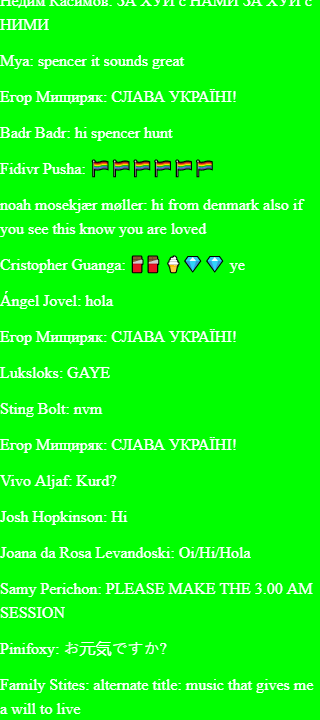 Недим Касимов: ЗА ХУЙ с НАМИ ЗА ХУЙ с
НИМИ
Mya: spencer it sounds great
Егор Мищиряк: СЛАВА УКРАЇНІ!
Badr Badr: hi spencer hunt
Fidivr Pusha: 🏳️‍🌈🏳️‍🌈🏳️‍🌈🏳️‍🌈🏳️‍🌈🏳️‍🌈
noah mosekjær møller: hi from denmark also if
you see this know you are loved
Cristopher Guanga: 🍫🍫🍦💎💎 ye
Ángel Jovel: hola
Егор Мищиряк: СЛАВА УКРАЇНІ!
Luksloks: GAYE
Sting Bolt: nvm
Егор Мищиряк: СЛАВА УКРАЇНІ!
Vivo Aljaf: Kurd?
Josh Hopkinson: Hi
Joana da Rosa Levandoski: Oi/Hi/Hola
Samy Perichon: PLEASE MAKE THE 3.00 AM
SESSION
Pinifoxy: お元気ですか?
Family Stites: alternate title: music that gives me
a will to live